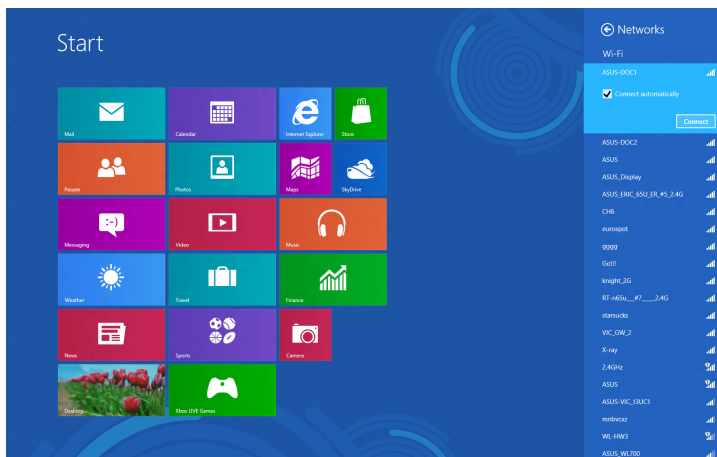 Start
Mail
Calendar
Internet Explorer
Store
People
Photos
Maps
SkyDrive
Messaging
:-)
Video
Music
Weather
Travel
Finance
News
Sports
Camera
Desktop
Xbox LIVE Games
Networks
Wi-Fi
ASUS-DOC1
Connect automatically
Connect
ASUS-DOC2
ASUS
ASUS_Display
ASUS_ERIC_65U_ER_#5_2.4G
CH6
eurospot
9999
Go!!!
knight_2G
RT-n65u__#7____2.4G
starsucks
VIC_GW_2
X-ray
2.4GHz
ASUS
ASUS-VIC_13UC1
mnbvcxz
WL-HW3
ASUS_WL700